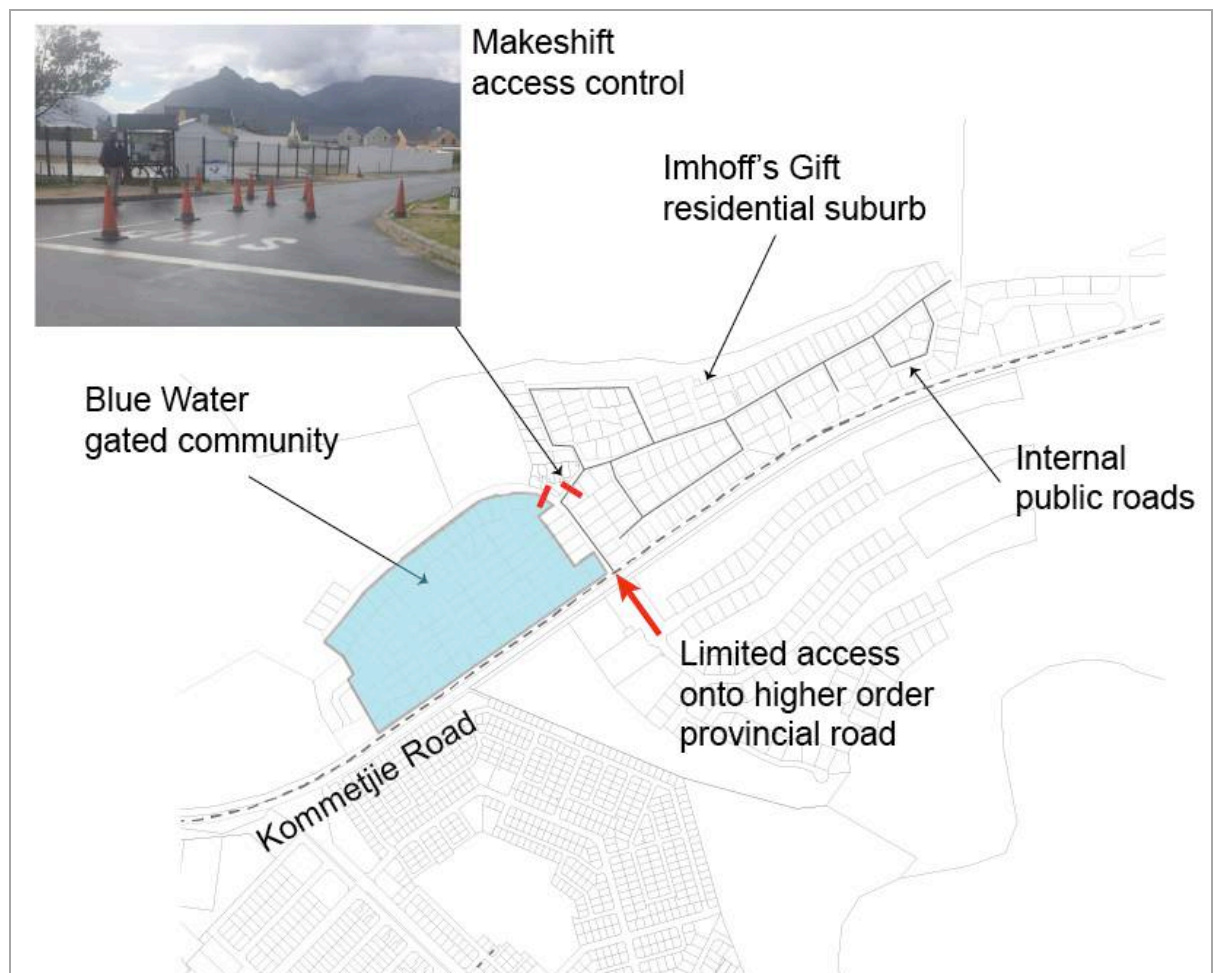 Makeshift
access control
STOP
Imhoff's Gift
residential suburb
Blue Water
gated community
Internal
public roads
Limited access
onto higher order
provincial road
Kommetjie Road